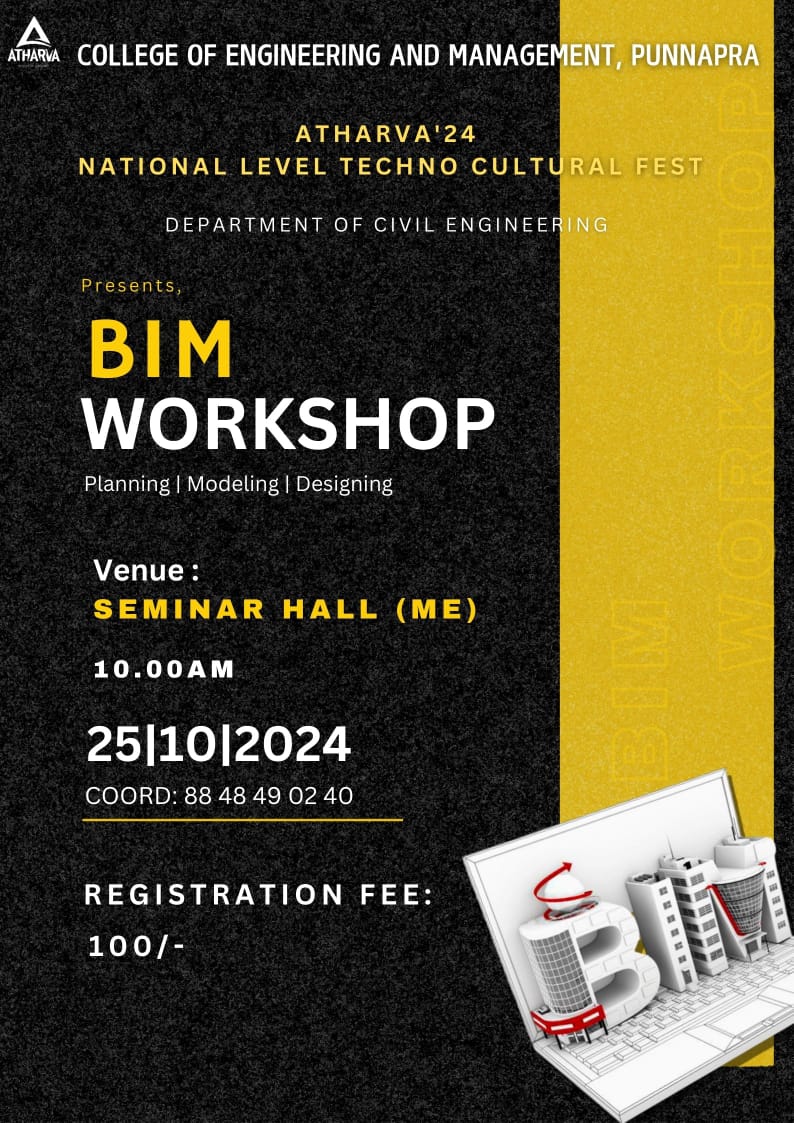 ATHARVA
COLLEGE OF ENGINEERING AND MANAGEMENT, PUNNAPRA
ATHARVA'24
NATIONAL LEVEL TECHNO CULTURAL FEST
DEPARTMENT OF CIVIL ENGINEERING
Presents,
BIM
WORKSHOP
Planning | Modeling | Designing
Venue :
SEMINAR HALL (ME)
10.00AM
25|10|2024
COORD: 88 48 49 02 40
REGISTRATION FEE:
100/-
BIM
WORKSHOP
BIM